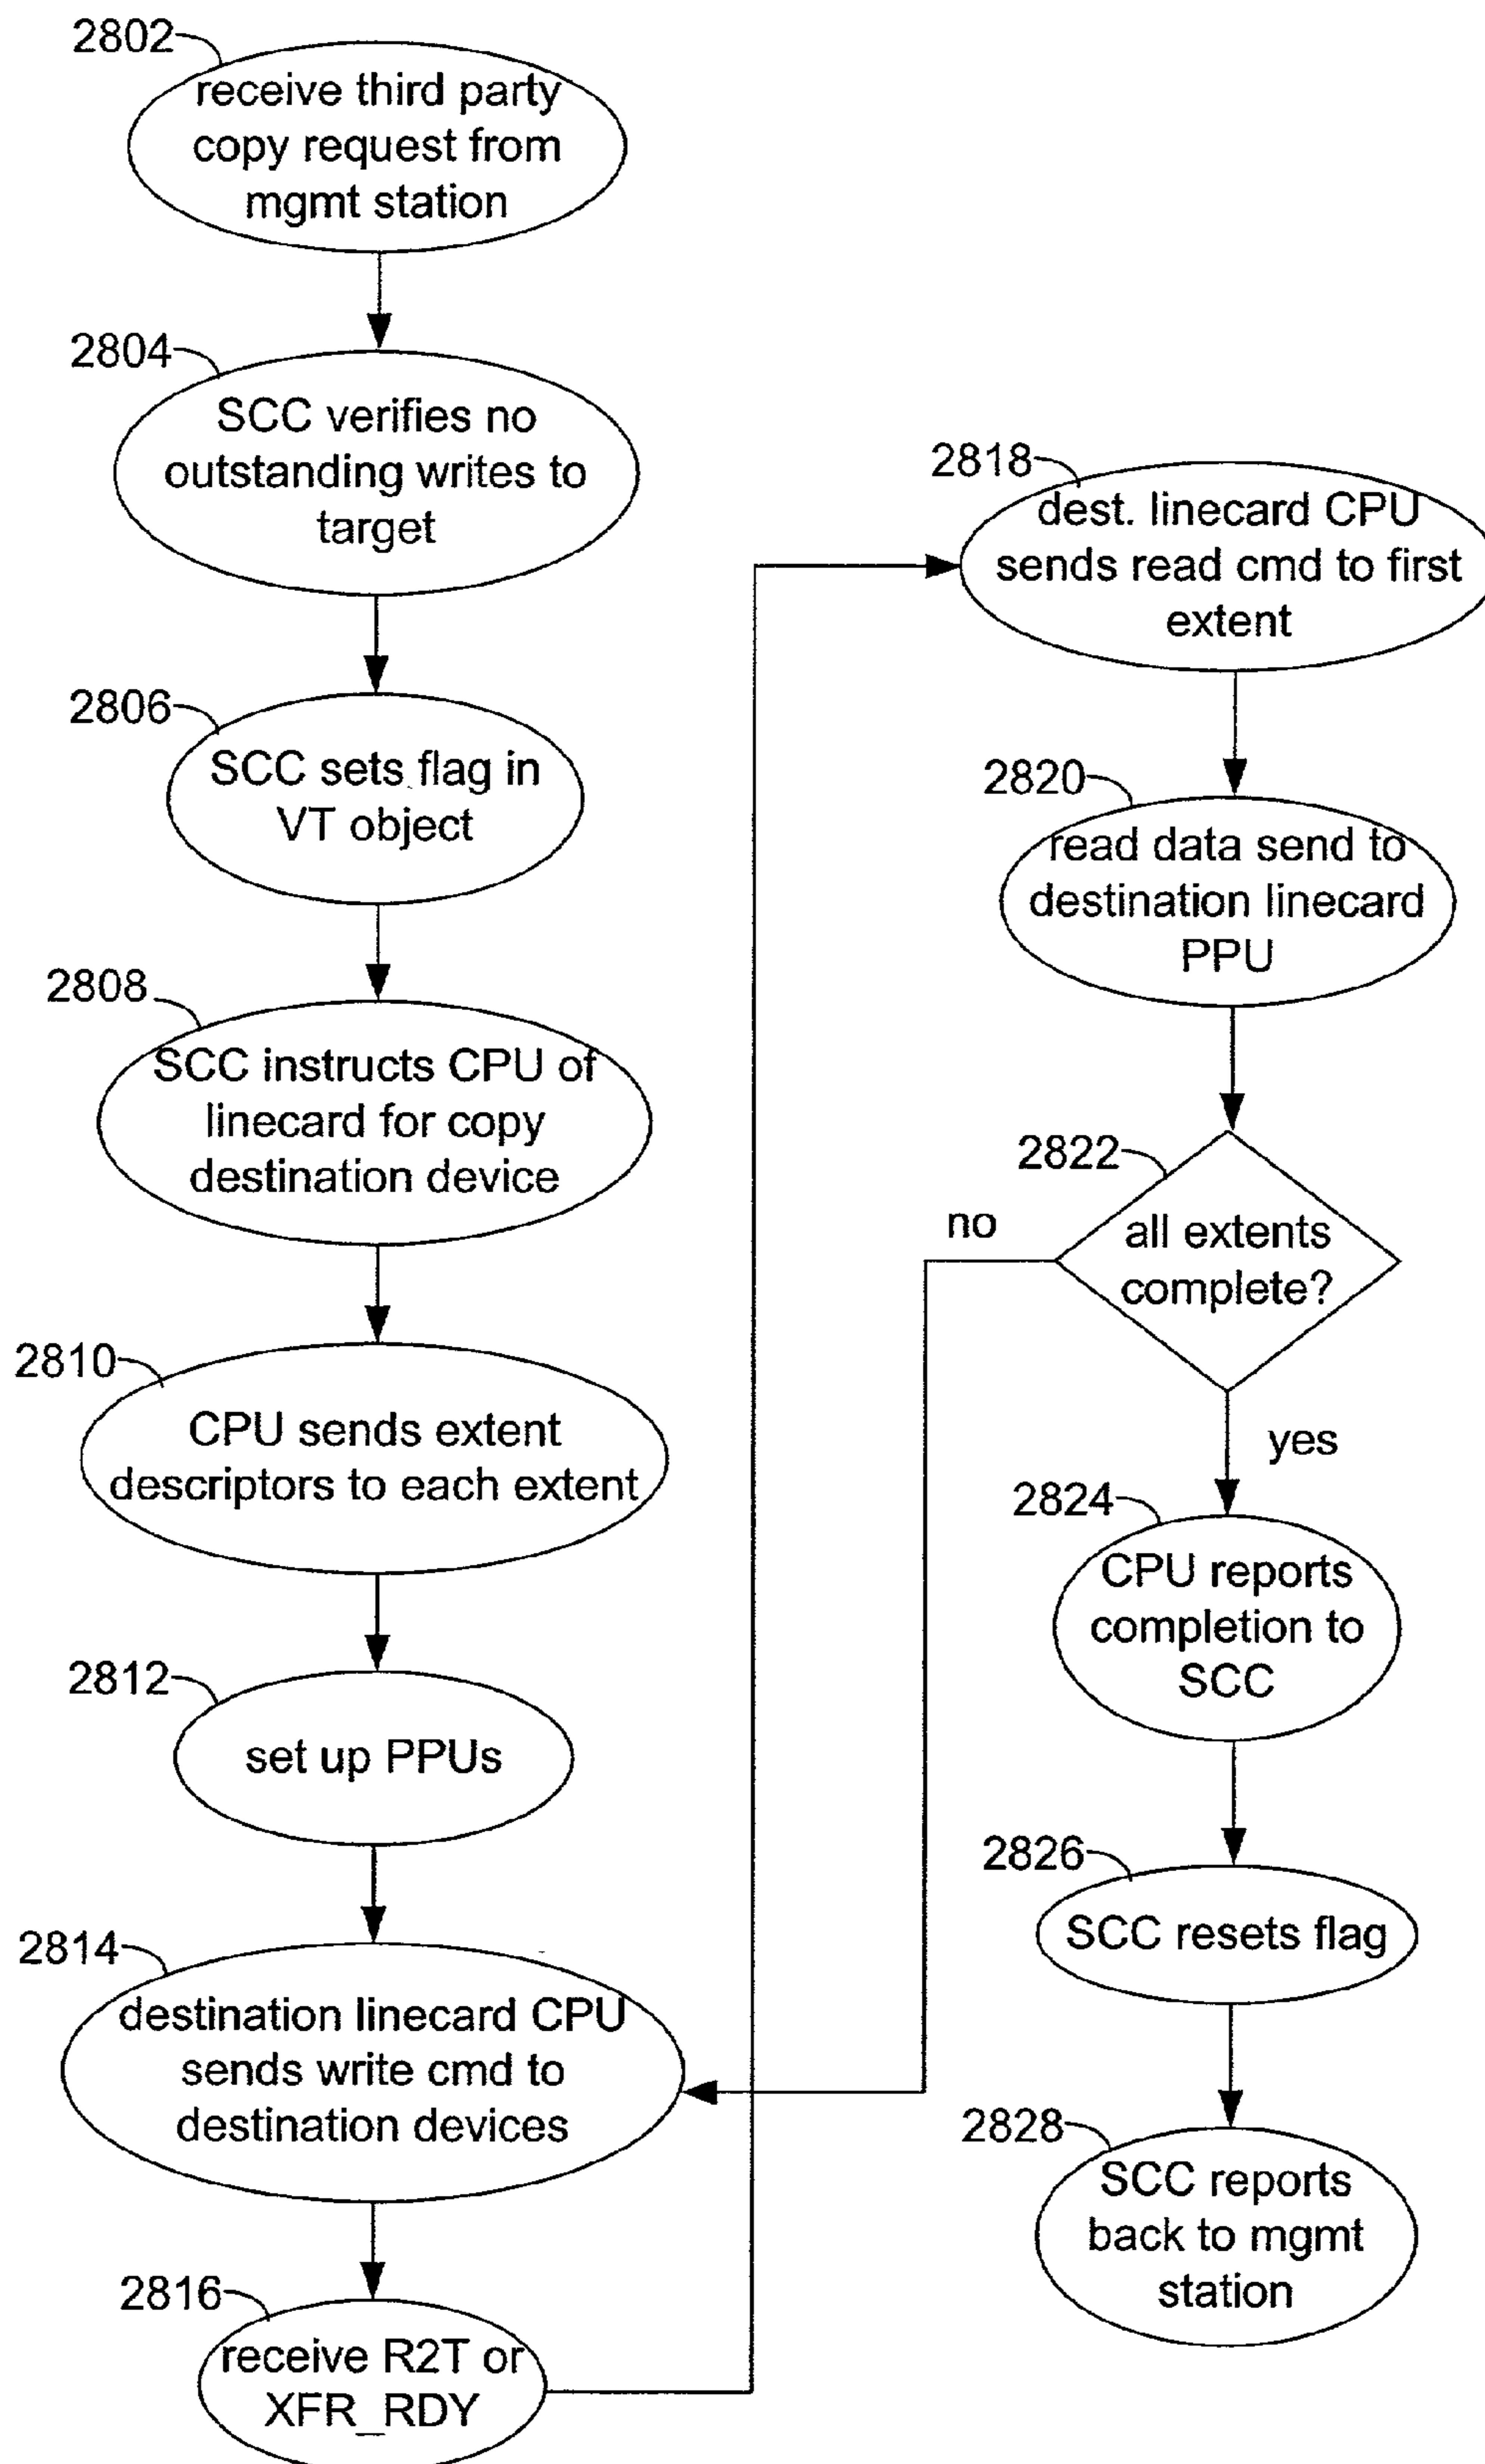 2802
receive third party
copy request from
mgmt station
2804
SCC verifies no
outstanding writes to
target
2806
SCC sets flag in
VT object
2808
SCC instructs CPU of
linecard for copy
destination device
2810
CPU sends extent
descriptors to each extent
2812
set up PPUs
2814
destination linecard CPU
sends write cmd to
destination devices
2816
receive R2T or
XFR_RDY
2818
dest. linecard CPU
sends read cmd to first
extent
2820
read data send to
destination linecard
PPU
2822
all extents
complete?
no
yes
2824
CPU reports
completion to
SCC
2826
SCC resets flag
2828
SCC reports
back to mgmt
station